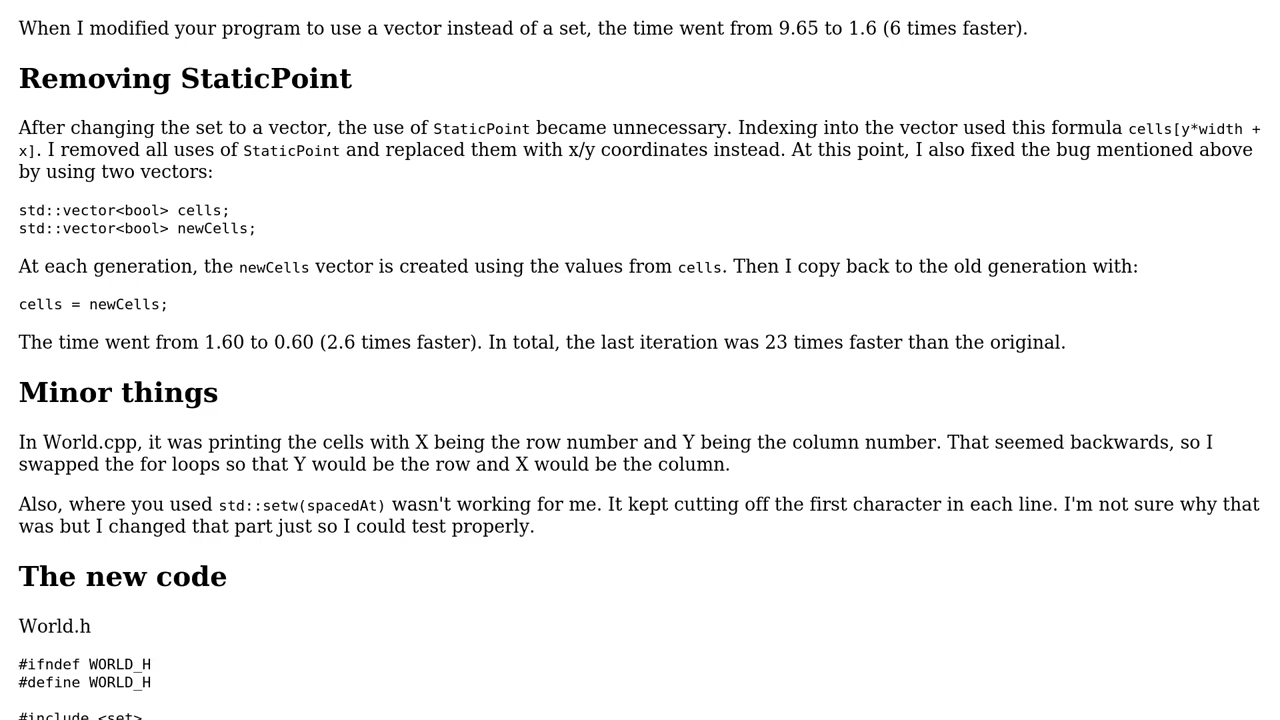 When I modified your program to use a vector instead of a set, the time went from 9.65 to 1.6 (6 times faster).
Removing StaticPoint
After changing the set to a vector, the use of StaticPoint became unnecessary. Indexing into the vector used this formula cells[y*width +
x]. I removed all uses of StaticPoint and replaced them with x/y coordinates instead. At this point, I also fixed the bug mentioned above
by using two vectors:
std::vector<bool> cells;
std::vector<bool> newCells;
At each generation, the newCells vector is created using the values from cells. Then I copy back to the old generation with:
cells = newCells;
The time went from 1.60 to 0.60 (2.6 times faster). In total, the last iteration was 23 times faster than the original.
Minor things
In World.cpp, it was printing the cells with X being the row number and Y being the column number. That seemed backwards, so I
swapped the for loops so that Y would be the row and X would be the column.
Also, where you used std::setw(spacedAt) wasn't working for me. It kept cutting off the first character in each line. I'm not sure why that
was but I changed that part just so I could test properly.
The new code
World.h
#ifndef WORLD_H
#define WORLD_H
#include <set>